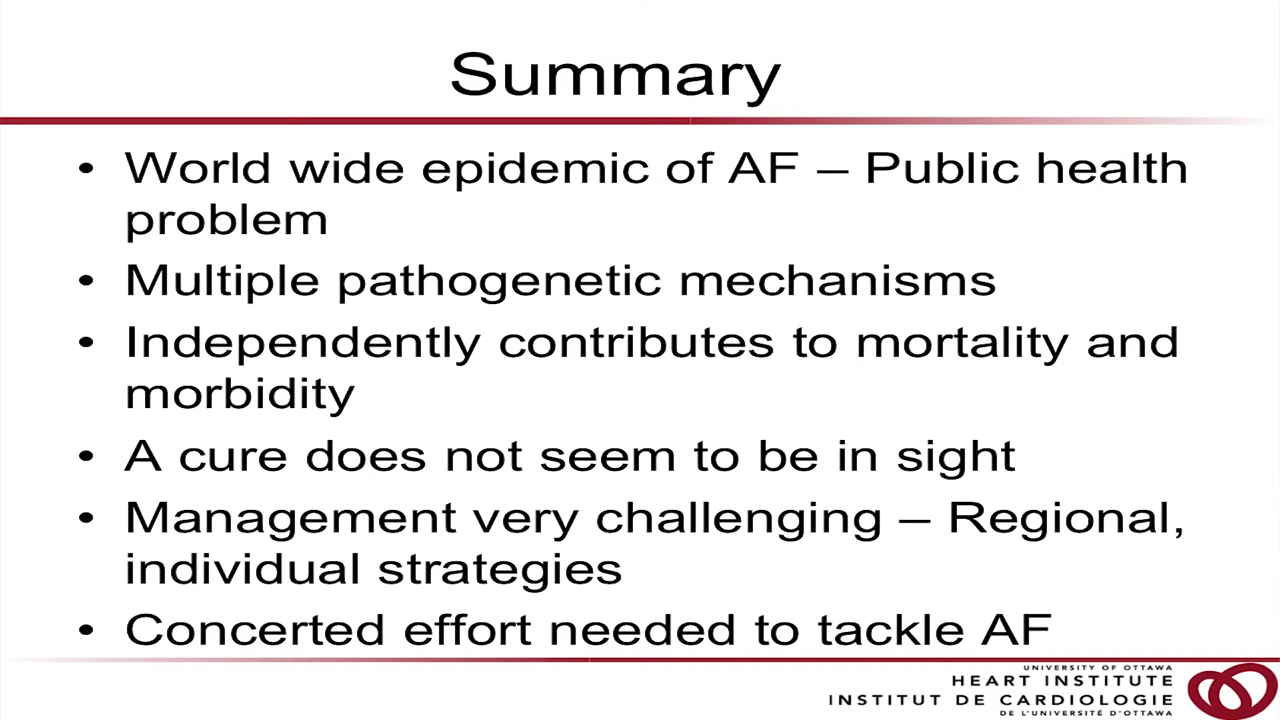 Summary
• World wide epidemic of AF – Public health
problem
• Multiple pathogenetic mechanisms
• Independently contributes to mortality and
morbidity
• A cure does not seem to be in sight
• Management very challenging – Regional,
individual strategies
• Concerted effort needed to tackle AF
UNIVERSITY OF OTTAWA
HEART INSTITUTE
INSTITUT DE CARDIOLOGIE
DE L'UNIVERSITÉ D'OTTAWA